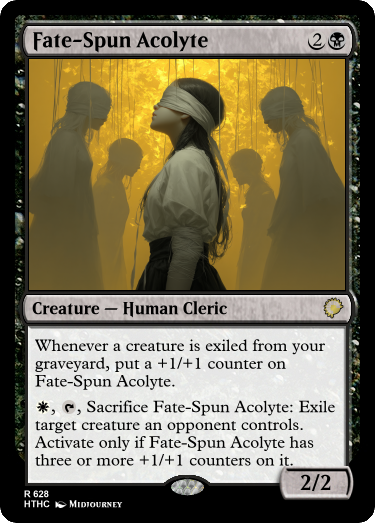 Fate-Spun Acolyte 2
Creature — Human Cleric
Whenever a creature is exiled from your
graveyard, put a +1/+1 counter on
Fate-Spun Acolyte.
, , Sacrifice Fate-Spun Acolyte: Exile
target creature an opponent controls.
Activate only if Fate-Spun Acolyte has
three or more +1/+1 counters on it.
2/2
R 628
HTHC Midjourney